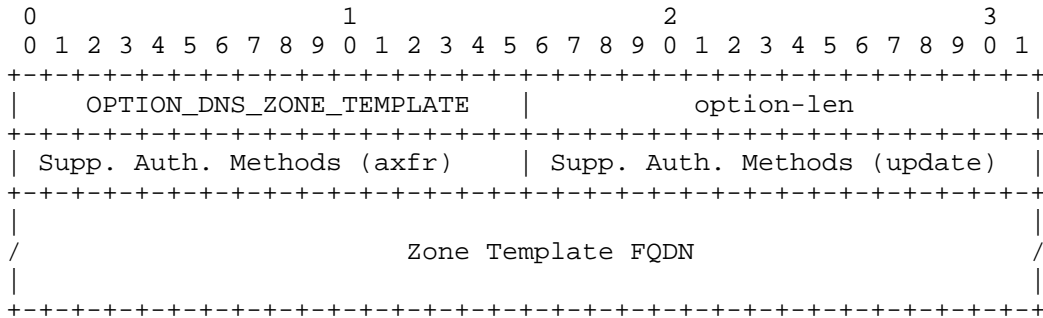 0                   1                   2                   3
 0 1 2 3 4 5 6 7 8 9 0 1 2 3 4 5 6 7 8 9 0 1 2 3 4 5 6 7 8 9 0 1
+-+-+-+-+-+-+-+-+-+-+-+-+-+-+-+-+-+-+-+-+-+-+-+-+-+-+-+-+-+-+-+-+
|    OPTION_DNS_ZONE_TEMPLATE   |          option-len           |
+-+-+-+-+-+-+-+-+-+-+-+-+-+-+-+-+-+-+-+-+-+-+-+-+-+-+-+-+-+-+-+-+
| Supp. Auth. Methods (axfr)    | Supp. Auth. Methods (update)  |
+-+-+-+-+-+-+-+-+-+-+-+-+-+-+-+-+-+-+-+-+-+-+-+-+-+-+-+-+-+-+-+-+
|                                                               |
/                        Zone Template FQDN                     /
|                                                               |
+-+-+-+-+-+-+-+-+-+-+-+-+-+-+-+-+-+-+-+-+-+-+-+-+-+-+-+-+-+-+-+-+